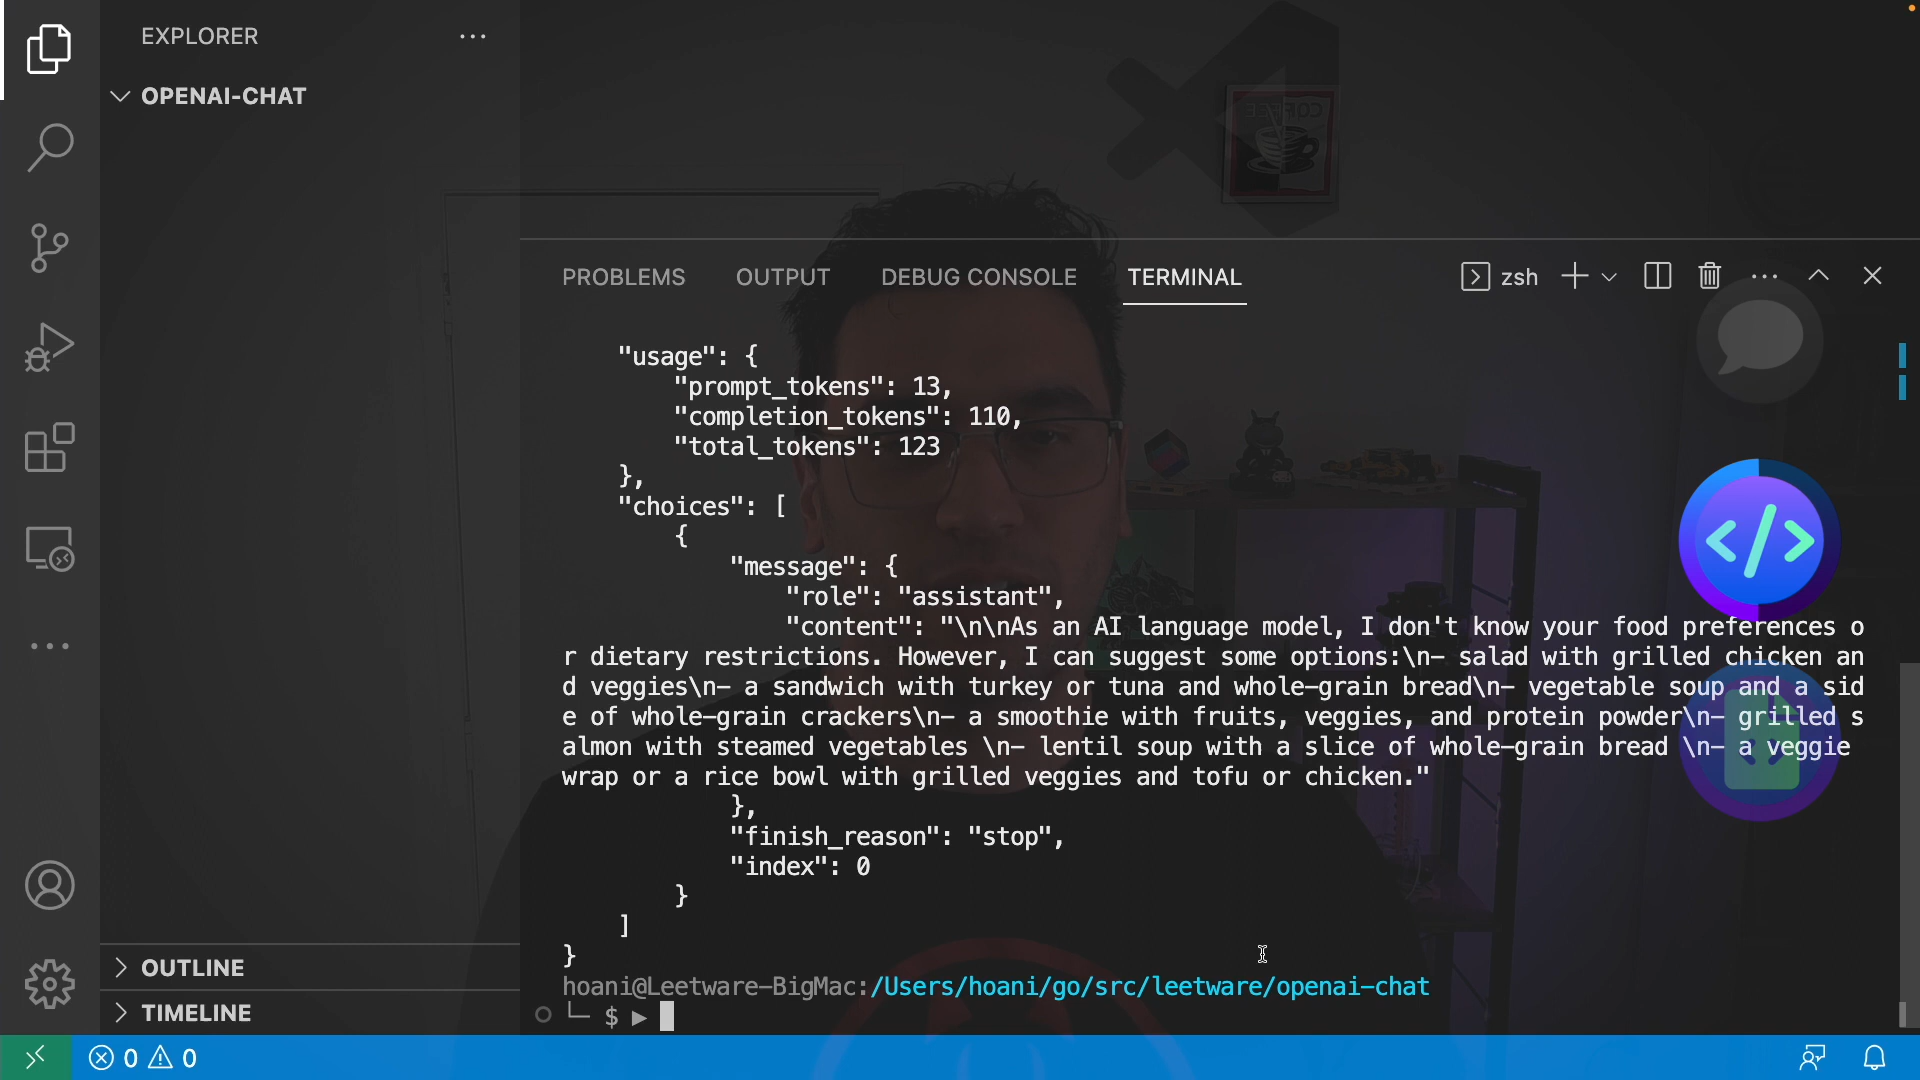 EXPLORER
OPENAI-CHAT
COFFEE
PROBLEMS
OUTPUT
DEBUG CONSOLE
TERMINAL
zsh
"usage": {
"prompt_tokens": 13,
"completion_tokens": 110,
"total_tokens": 123
},
"choices": [
{
"message": {
"role": "assistant",
"content": "\n\nAs an AI language model, I don't know your food preferences o
r dietary restrictions. However, I can suggest some options:\n- salad with grilled chicken an
d veggies\n- a sandwich with turkey or tuna and whole-grain bread\n- vegetable soup and a sid
e of whole-grain crackers\n- a smoothie with fruits, veggies, and protein powder\n- grilled s
almon with steamed vegetables \n- lentil soup with a slice of whole-grain bread \n- a veggie
wrap or a rice bowl with grilled veggies and tofu or chicken."
},
"finish_reason": "stop",
"index": 0
}
]
}
hoani@Leetware-BigMac:/Users/hoani/go/src/leetware/openai-chat
$
OUTLINE
TIMELINE
0
0